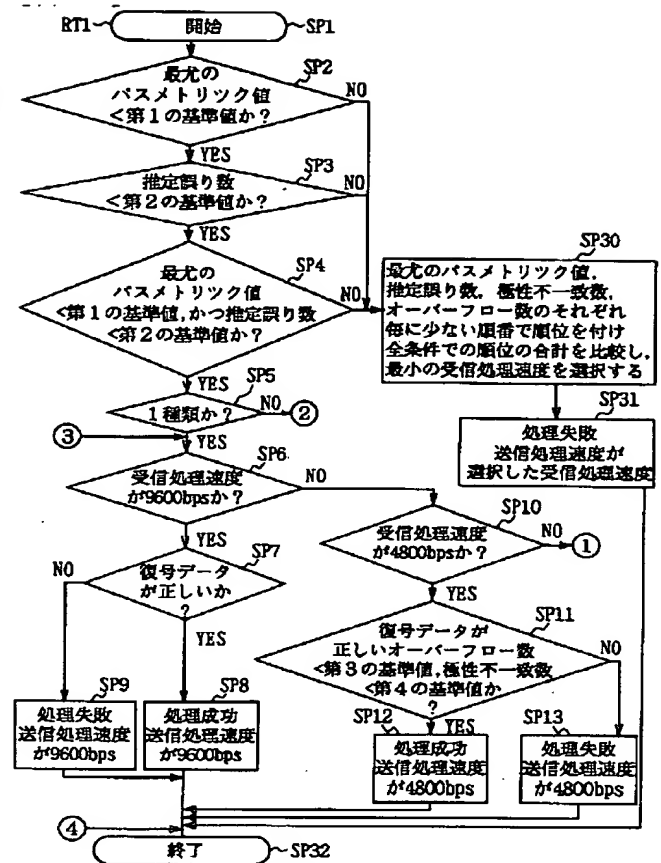 RT1
開始
SP1
SP2
最尤の
パスメトリツク値
<第1の基準値か?
NO
YES
SP3
推定誤り数
<第2の基準値か?
NO
YES
SP4
最尤の
パスメトリツク値
<第1の基準値,かつ推定誤り数
<第2の基準値か?
YES
SP30
最尤のパスメトリツク値,
推定誤り数,極性不一致数,
オーバーフロー数のそれぞれ
毎に少ない順番で順位を付け
全条件での順位の合計を比較し,
最小の受信処理速度を選択する
SP31
処理失敗
送信処理速度が
選択した受信処理速度
SP5
1種類か?
NO
②
③
YES
SP6
受信処理速度
が9600bpsか?
NO
YES
SP10
受信処理速度
が4800bpsか?
NO
①
YES
SP7
復号データ
が正しいか
?
NO
YES
SP11
復号データが
正しいオーバーフロー数
<第3の基準値,極性不一致数
<第4の基準値か
?
NO
YES
SP9
処理失敗
送信処理速度
が9600bps
SP8
処理成功
送信処理速度
が9600bps
SP12
処理成功
送信処理速度
が4800bps
SP13
処理失敗
送信処理速度
が4800bps
④
終了
SP32